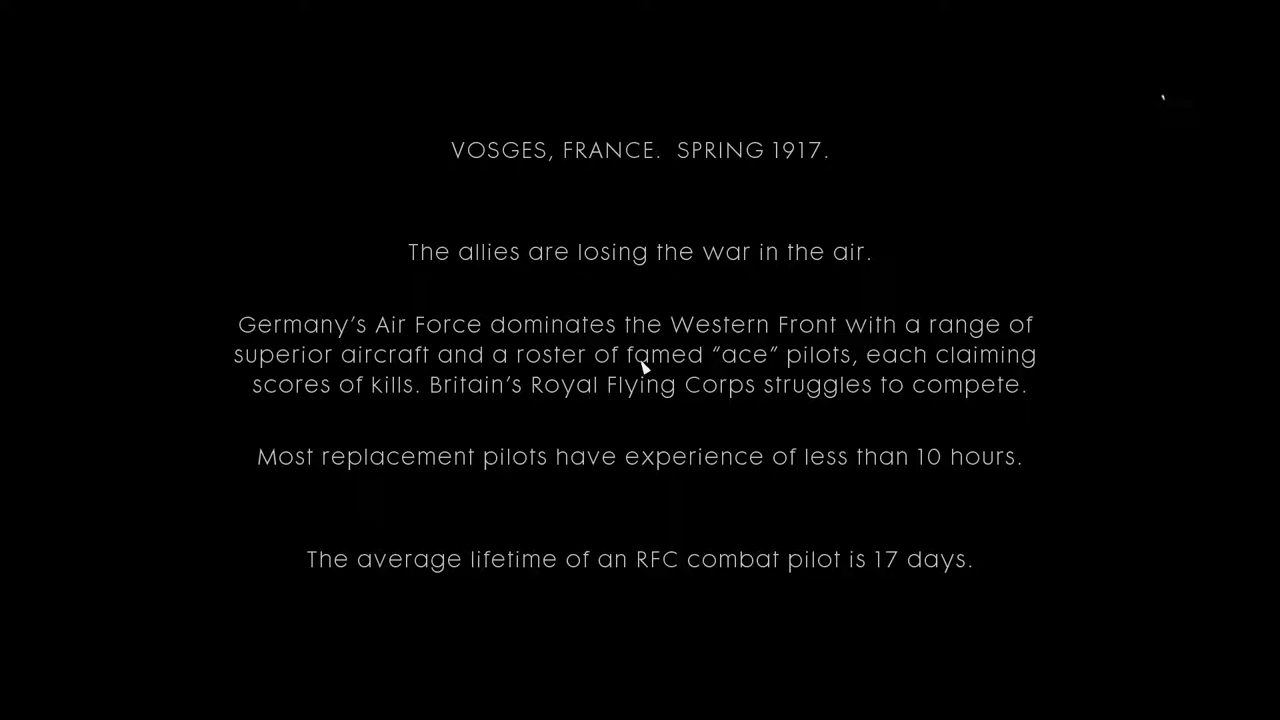 VOSGES, FRANCE. SPRING 1917.
The allies are losing the war in the air.
Germany’s Air Force dominates the Western Front with a range of
superior aircraft and a roster of famed “ace” pilots, each claiming
scores of kills. Britain’s Royal Flying Corps struggles to compete.
Most replacement pilots have experience of less than 10 hours.
The average lifetime of an RFC combat pilot is 17 days.